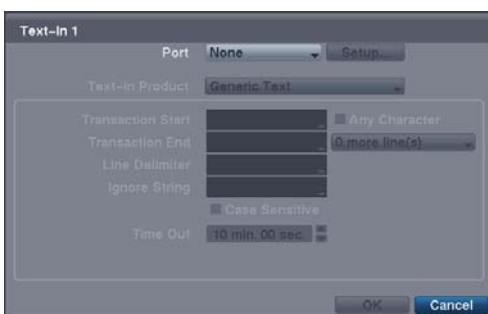 Text-In 1
Port None Setup...
Text-In Product Generic Text
Transaction Start Any Character
Transaction End 0 more line(s)
Line Delimiter
Ignore String
Case Sensitive
Time Out 10 min. 00 sec.
OK Cancel